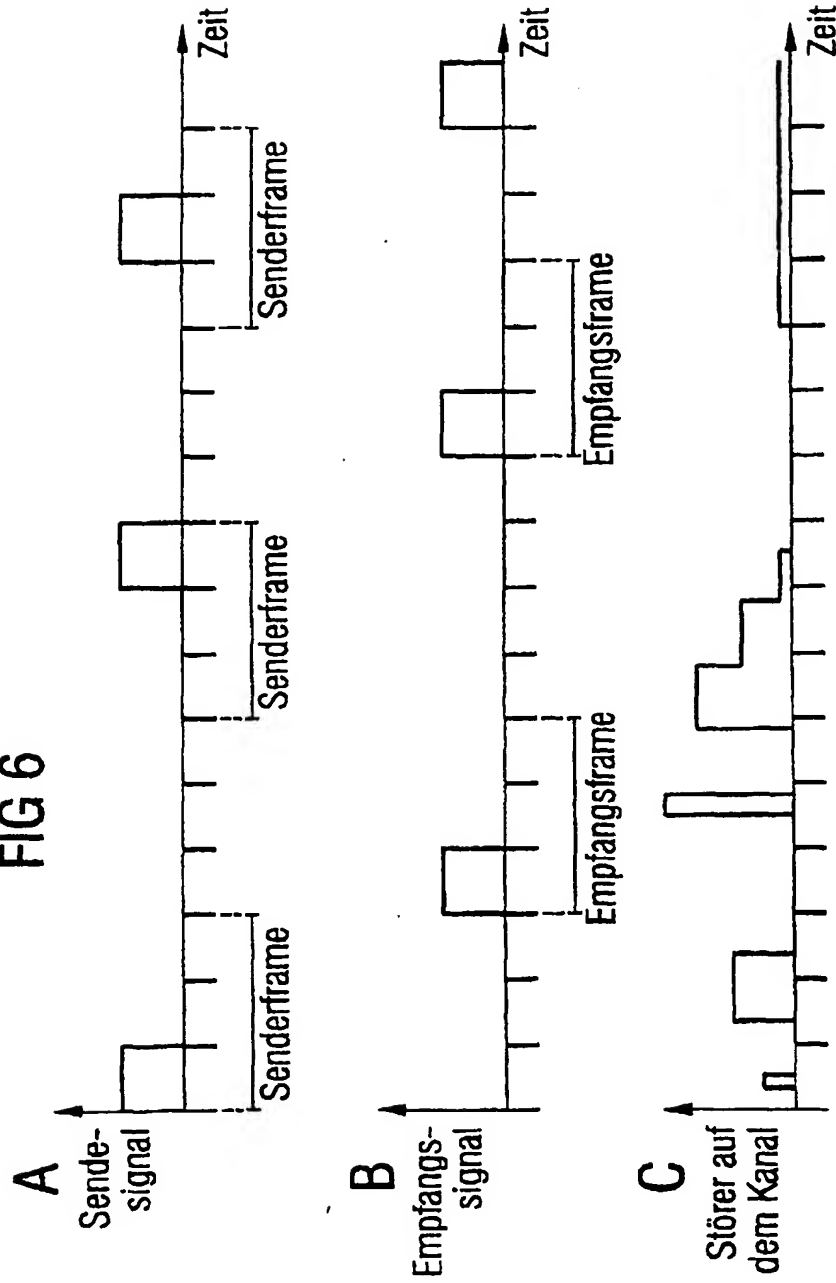 FIG 6
A
Sende-
signal
Zeit
Senderframe
Senderframe
Senderframe
B
Empfangs-
signal
Zeit
Empfangsframe
Empfangsframe
C
Störer auf
dem Kanal
Zeit